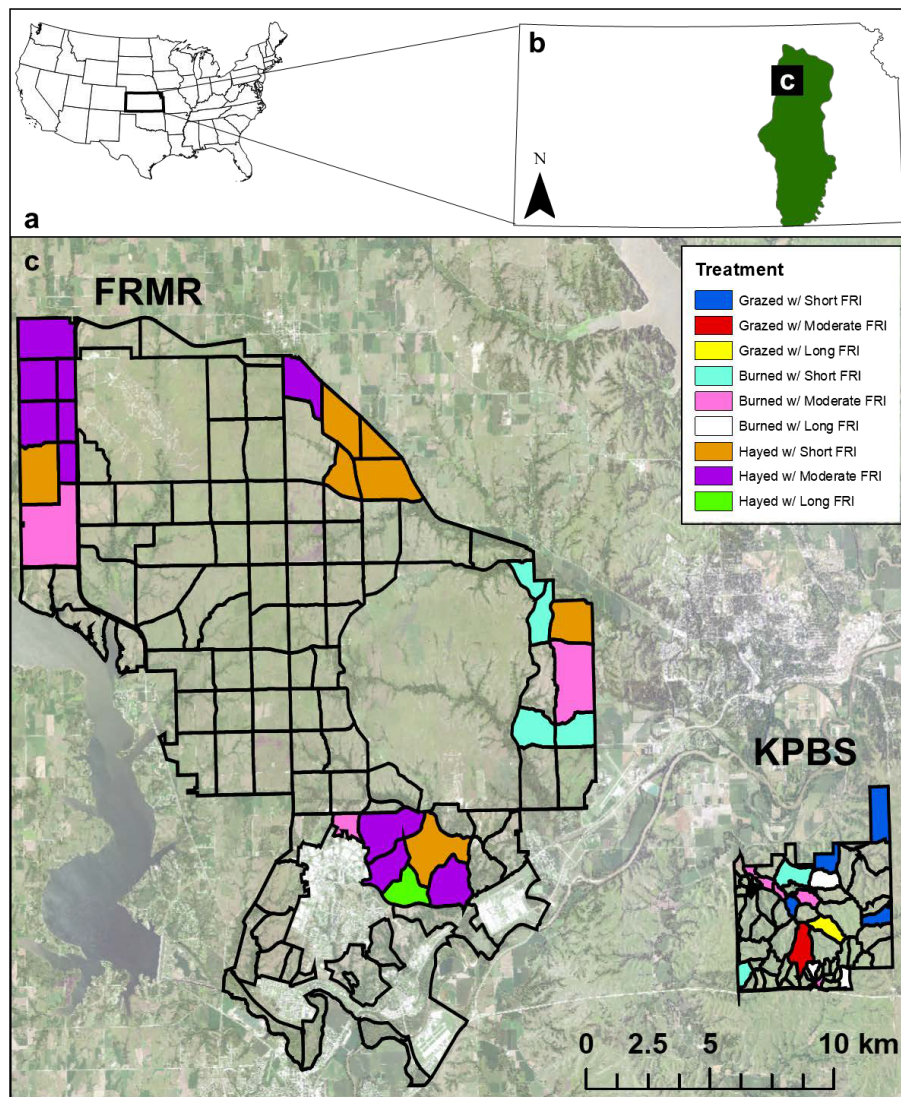 a
b
c
N
c
FRMR
Treatment
Grazed w/ Short FRI
Grazed w/ Moderate FRI
Grazed w/ Long FRI
Burned w/ Short FRI
Burned w/ Moderate FRI
Burned w/ Long FRI
Hayed w/ Short FRI
Hayed w/ Moderate FRI
Hayed w/ Long FRI
KPBS
0 2.5 5 10 km